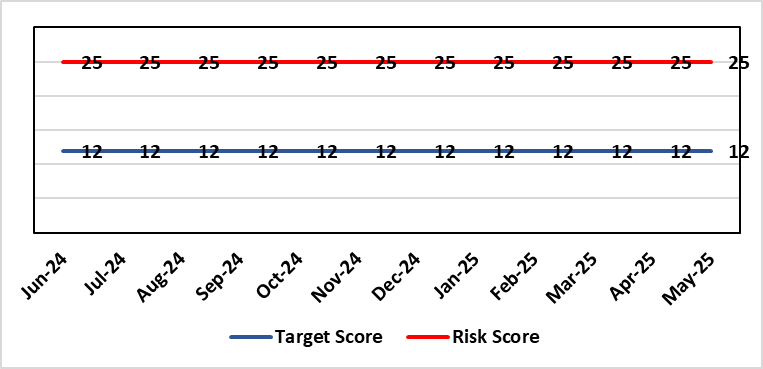 25 25 25 25 25 25 25 25 25 25 25 25
12 12 12 12 12 12 12 12 12 12 12 12
Jun-24 Jul-24 Aug-24 Sep-24 Oct-24 Nov-24 Dec-24 Jan-25 Feb-25 Mar-25 Apr-25 May-25
Target Score Risk Score